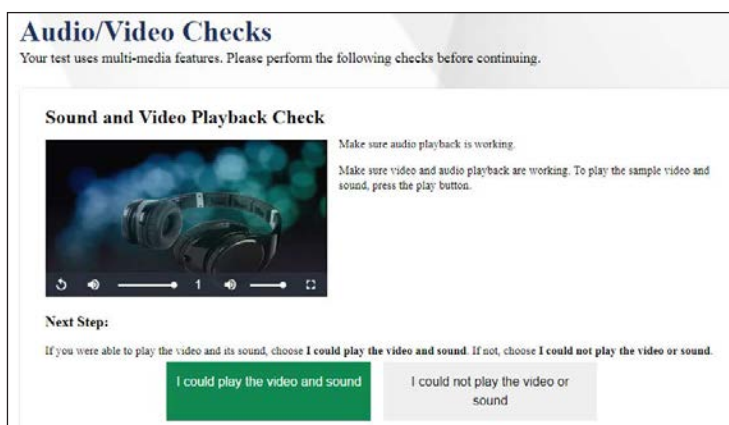 Audio/Video Checks
Your test uses multi-media features. Please perform the following checks before continuing.
Sound and Video Playback Check
Make sure audio playback is working.
Make sure video and audio playback are working. To play the sample video and
sound, press the play button.
1
Next Step:
If you were able to play the video and its sound, choose I could play the video and sound. If not, choose I could not play the video or sound.
I could play the video and sound
I could not play the video or
sound